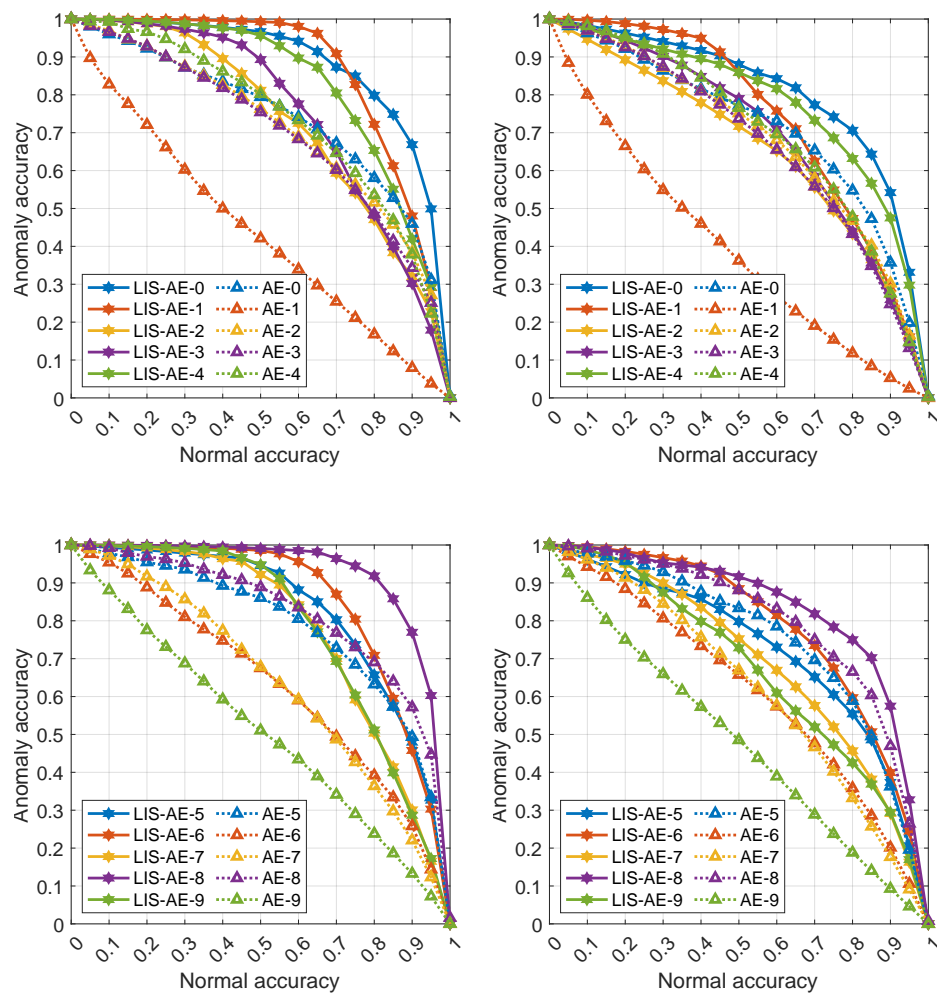 1
0.9
0.8
0.7
0.6
0.5
0.4
0.3
0.2
0.1
0
Anomaly accuracy
LIS-AE-0 AE-0
LIS-AE-1 AE-1
LIS-AE-2 AE-2
LIS-AE-3 AE-3
LIS-AE-4 AE-4
0 0.1 0.2 0.3 0.4 0.5 0.6 0.7 0.8 0.9 1
Normal accuracy
1
0.9
0.8
0.7
0.6
0.5
0.4
0.3
0.2
0.1
0
Anomaly accuracy
LIS-AE-0 AE-0
LIS-AE-1 AE-1
LIS-AE-2 AE-2
LIS-AE-3 AE-3
LIS-AE-4 AE-4
0 0.1 0.2 0.3 0.4 0.5 0.6 0.7 0.8 0.9 1
Normal accuracy
1
0.9
0.8
0.7
0.6
0.5
0.4
0.3
0.2
0.1
0
Anomaly accuracy
LIS-AE-5 AE-5
LIS-AE-6 AE-6
LIS-AE-7 AE-7
LIS-AE-8 AE-8
LIS-AE-9 AE-9
0 0.1 0.2 0.3 0.4 0.5 0.6 0.7 0.8 0.9 1
Normal accuracy
1
0.9
0.8
0.7
0.6
0.5
0.4
0.3
0.2
0.1
0
Anomaly accuracy
LIS-AE-5 AE-5
LIS-AE-6 AE-6
LIS-AE-7 AE-7
LIS-AE-8 AE-8
LIS-AE-9 AE-9
0 0.1 0.2 0.3 0.4 0.5 0.6 0.7 0.8 0.9 1
Normal accuracy